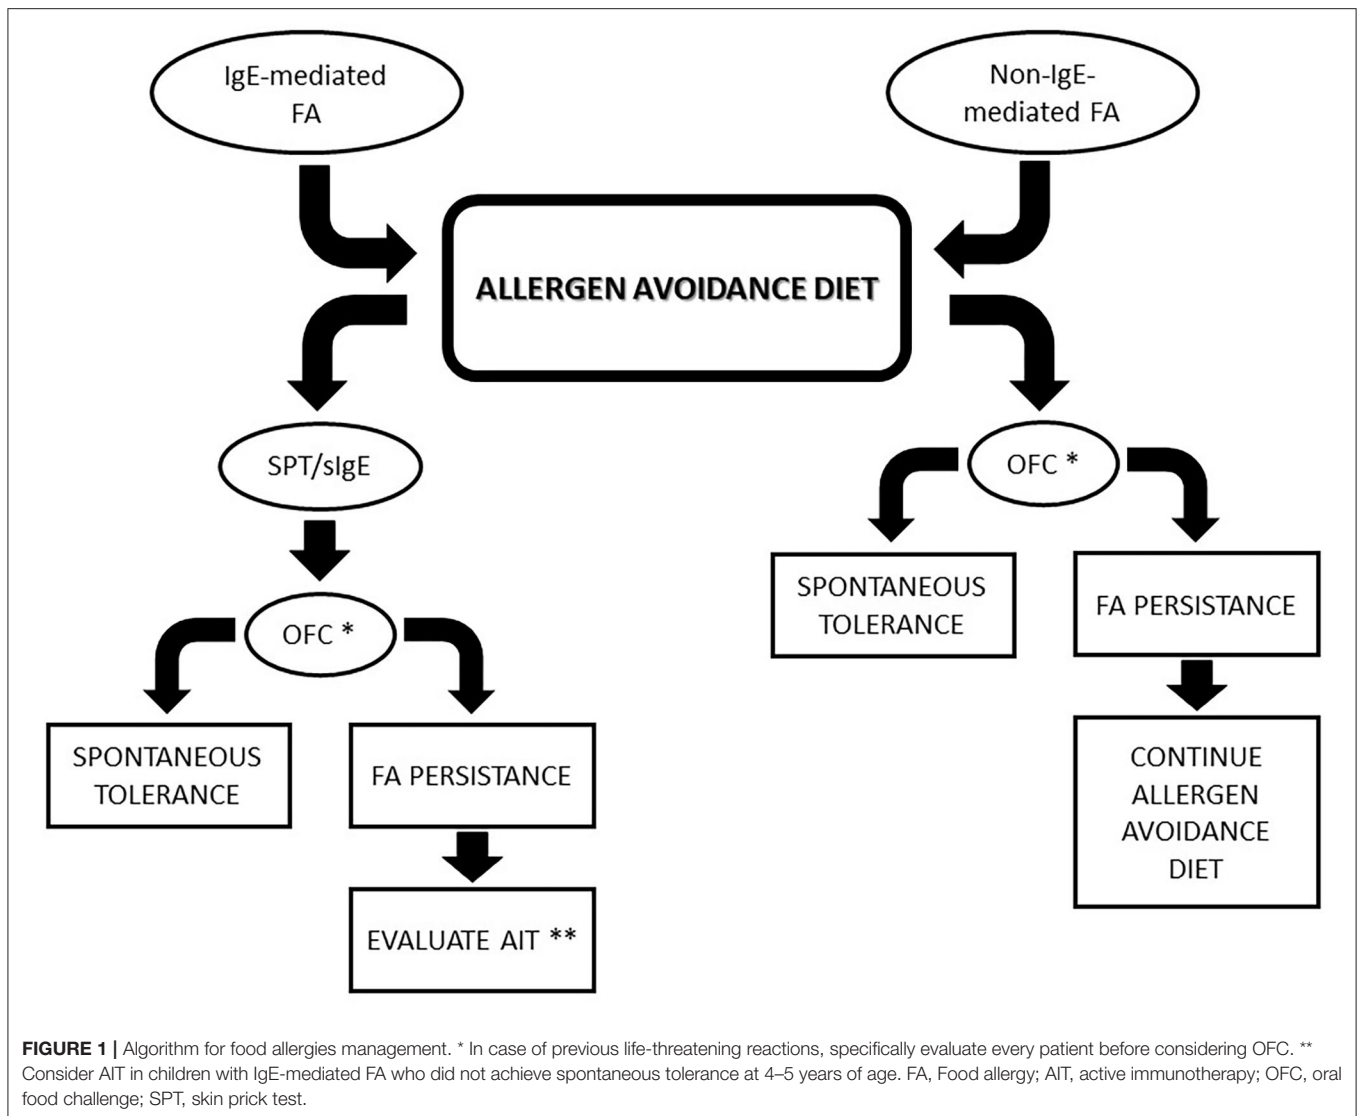 IgE-mediated
FA
Non-IgE-
mediated FA
ALLERGEN AVOIDANCE DIET
SPT/sIgE
OFC *
SPONTANEOUS
TOLERANCE
FA PERSISTANCE
EVALUATE AIT **
OFC *
SPONTANEOUS
TOLERANCE
FA PERSISTANCE
CONTINUE
ALLERGEN
AVOIDANCE
DIET
FIGURE 1 | Algorithm for food allergies management. * In case of previous life-threatening reactions, specifically evaluate every patient before considering OFC. **
Consider AIT in children with IgE-mediated FA who did not achieve spontaneous tolerance at 4–5 years of age. FA, Food allergy; AIT, active immunotherapy; OFC, oral
food challenge; SPT, skin prick test.